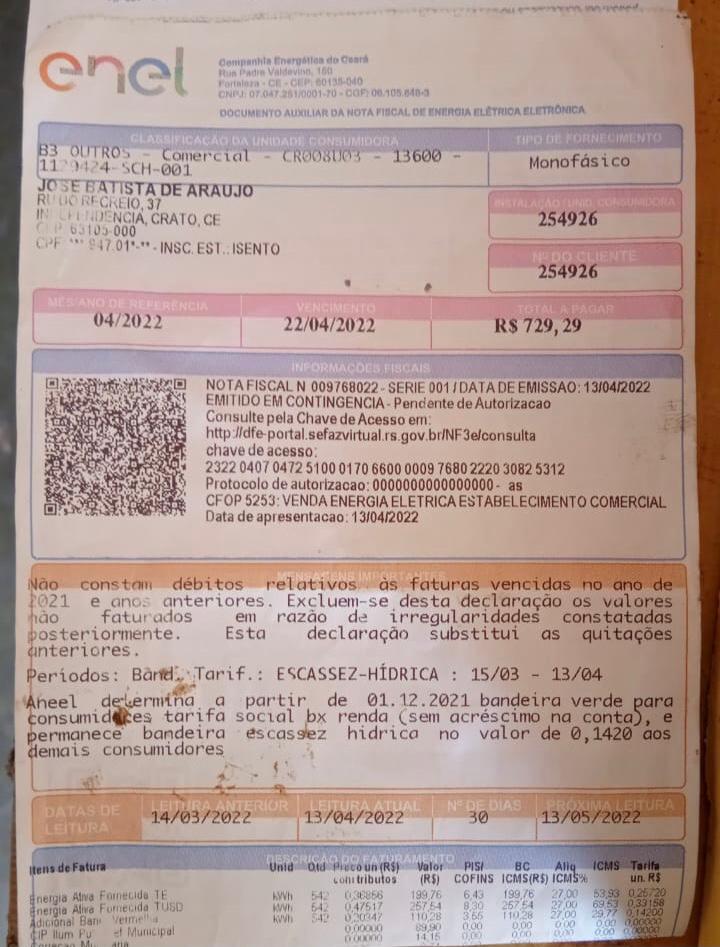 enel
Companhia Energética do Ceará
Rua Padre Valdevino, 150
Fortaleza - CE - CEP: 60135-040
CNPJ: 07.047.251/0001-70 - CGF: 06.105.848-3
DOCUMENTO AUXILIAR DA NOTA FISCAL DE ENERGIA ELÉTRICA ELETRÔNICA
CLASSIFICAÇÃO DA UNIDADE CONSUMIDORA
B3 OUTROS - Comercial - CR008U03 - 13600 -
1129424-SCH-001
TIPO DE FORNECIMENTO
Monofásico
JOSE BATISTA DE ARAUJO
RU DO RECREIO, 37
INDEPENDENCIA, CRATO, CE
CEP 63105-000
CPF *** 947.01*-** - INSC. EST.: ISENTO
INSTALAÇÃO / UNID. CONSUMIDORA
254926
Nº DO CLIENTE
254926
MÊS/ANO DE REFERÊNCIA
04/2022
VENCIMENTO
22/04/2022
TOTAL A PAGAR
R$ 729,29
INFORMAÇÕES FISCAIS
NOTA FISCAL N 009768022 - SERIE 001 / DATA DE EMISSAO: 13/04/2022
EMITIDO EM CONTINGENCIA - Pendente de Autorizacao
Consulte pela Chave de Acesso em:
http://dfe-portal.sefazvirtual.rs.gov.br/NF3e/consulta
chave de acesso:
2322 0407 0472 5100 0170 6600 0009 7680 2220 3082 5312
Protocolo de autorizacao: 0000000000000000 - as
CFOP 5253: VENDA ENERGIA ELETRICA ESTABELECIMENTO COMERCIAL
Data de apresentacao: 13/04/2022
MENSAGENS IMPORTANTES
Não constam débitos relativos às faturas vencidas no ano de
2021 e anos anteriores. Excluem-se desta declaração os valores
não faturados em razão de irregularidades constatadas
posteriormente. Esta declaração substitui as quitações
anteriores.
Períodos: Band. Tarif.: ESCASSEZ-HÍDRICA : 15/03 - 13/04
Aneel determina a partir de 01.12.2021 bandeira verde para
consumidores tarifa social bx renda (sem acréscimo na conta), e
permanece bandeira escassez hidrica no valor de 0,1420 aos
demais consumidores
DATAS DE LEITURA
LEITURA ANTERIOR
14/03/2022
LEITURA ATUAL
13/04/2022
Nº DE DIAS
30
PRÓXIMA LEITURA
13/05/2022
DESCRIÇÃO DO FATURAMENTO
Itens de Fatura Unid Qtd Preco un(R$) com tributos Valor (R$) PIS/ COFINS BC ICMS(R$) Aliq ICMS% ICMS Tarifa un. R$
Energia Ativa Fornecida TE kWh 542 0,36856 199,76 6,43 199,76 27,00 53,93 0,25720
Energia Ativa Fornecida TUSD kWh 542 0,47517 257,54 8,30 257,54 27,00 69,53 0,33158
Adicional Band Vermelha kWh 542 0,20347 110,28 3,55 110,28 27,00 29,77 0,14200
CIP Ilum Municipal 0,00000 0,00 0,00 0,00 0,00 0,00000
0,00000 14,15 0,00 0,00 0,00 0,00 0,00000